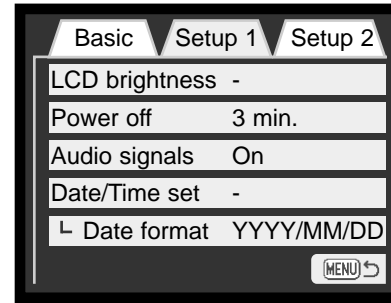 Basic Setup 1 Setup 2
LCD brightness -
Power off 3 min.
Audio signals On
Date/Time set -
Date format YYYY/MM/DD
MENU